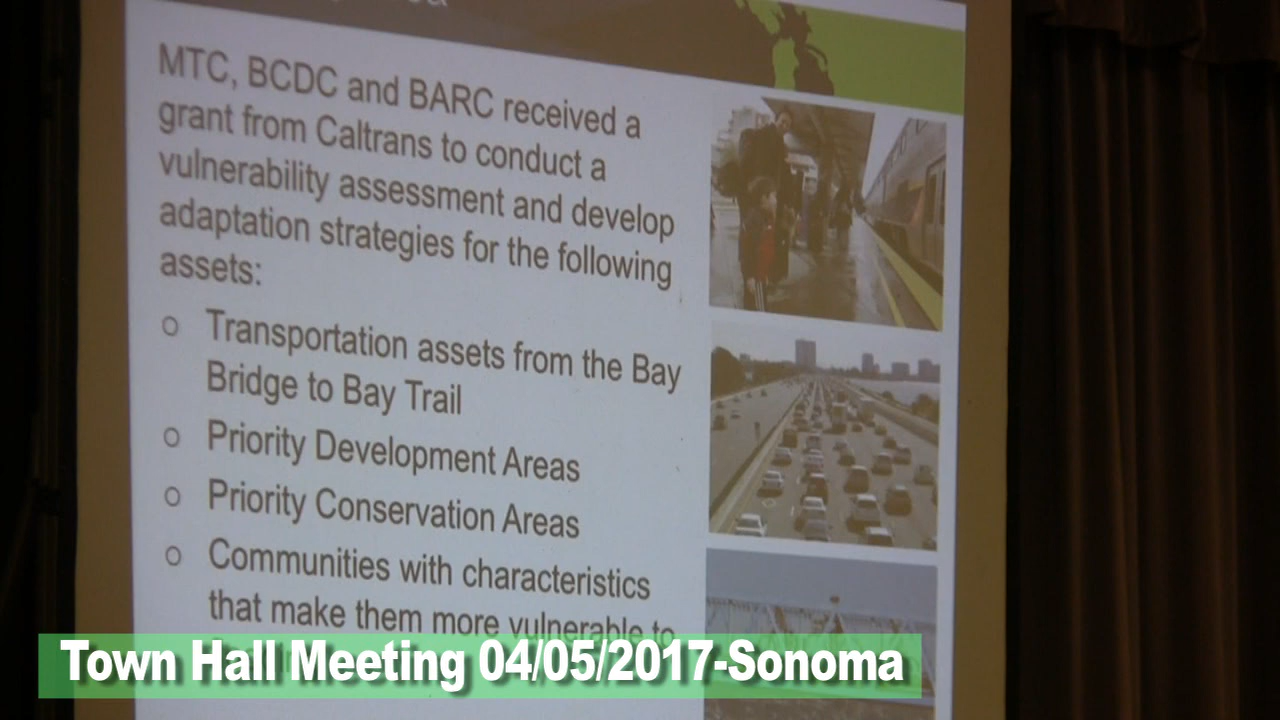 MTC, BCDC and BARC received a
grant from Caltrans to conduct a
vulnerability assessment and develop
adaptation strategies for the following
assets:
Transportation assets from the Bay
Bridge to Bay Trail
Priority Development Areas
Priority Conservation Areas
Communities with characteristics
that make them more vulnerable to
Town Hall Meeting 04/05/2017-Sonoma